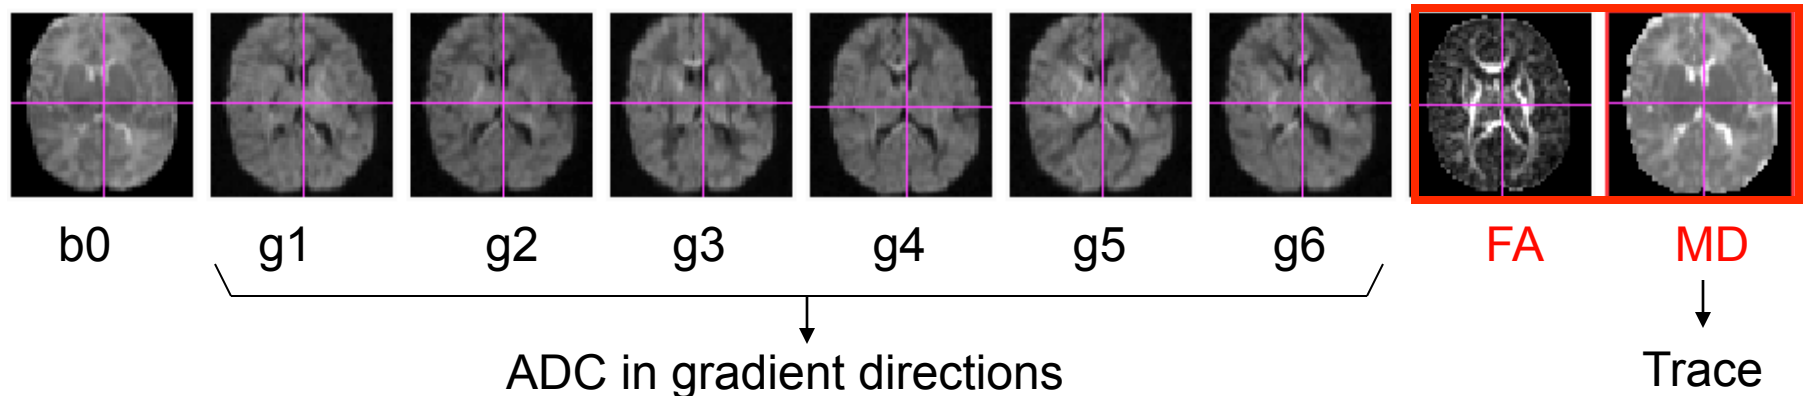 b0 g1 g2 g3 g4 g5 g6 FA MD
ADC in gradient directions Trace